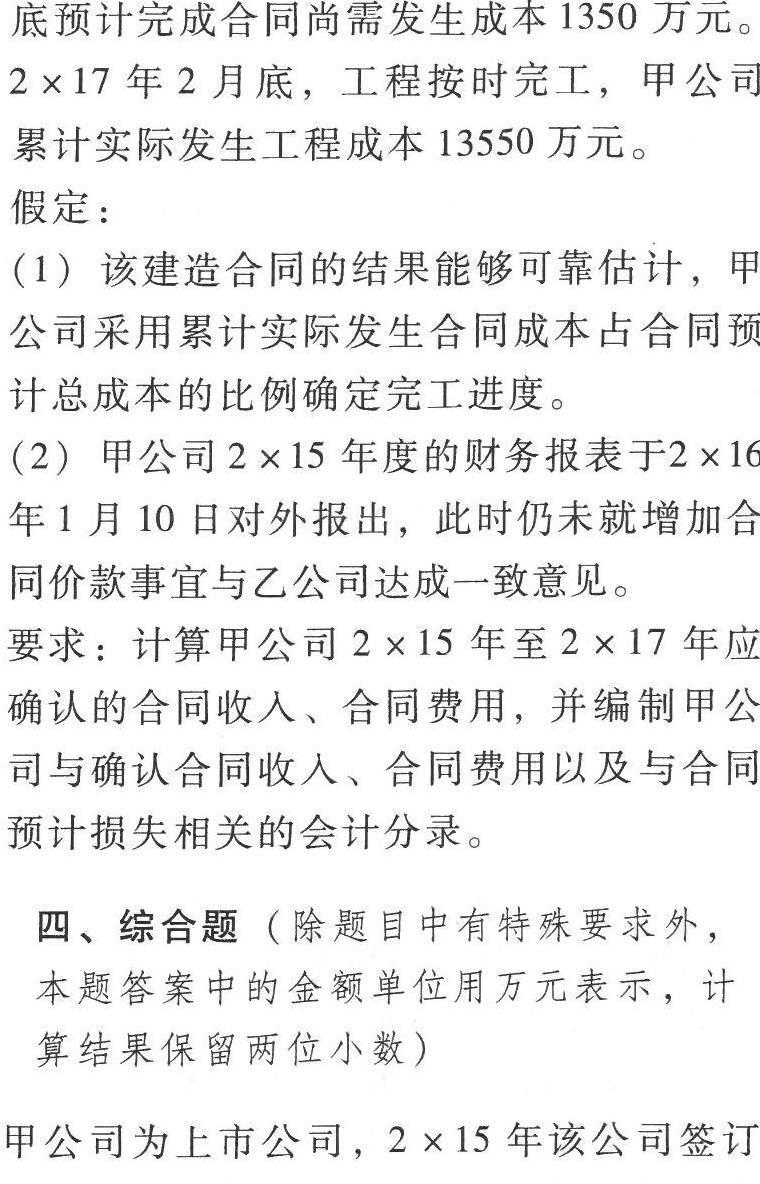 底预计完成合同尚需发生成本 1350 万元。
2×17 年 2 月底，工程按时完工，甲公司
累计实际发生工程成本 13550 万元。
假定：
（1）该建造合同的结果能够可靠估计，甲
公司采用累计实际发生合同成本占合同预
计总成本的比例确定完工进度。
（2）甲公司 2×15 年度的财务报表于2×16
年 1 月 10 日对外报出，此时仍未就增加合
同价款事宜与乙公司达成一致意见。
要求：计算甲公司 2×15 年至 2×17 年应
确认的合同收入、合同费用，并编制甲公
司与确认合同收入、合同费用以及与合同
预计损失相关的会计分录。
四、综合题（除题目中有特殊要求外，
本题答案中的金额单位用万元表示，计
算结果保留两位小数）
甲公司为上市公司，2×15 年该公司签订